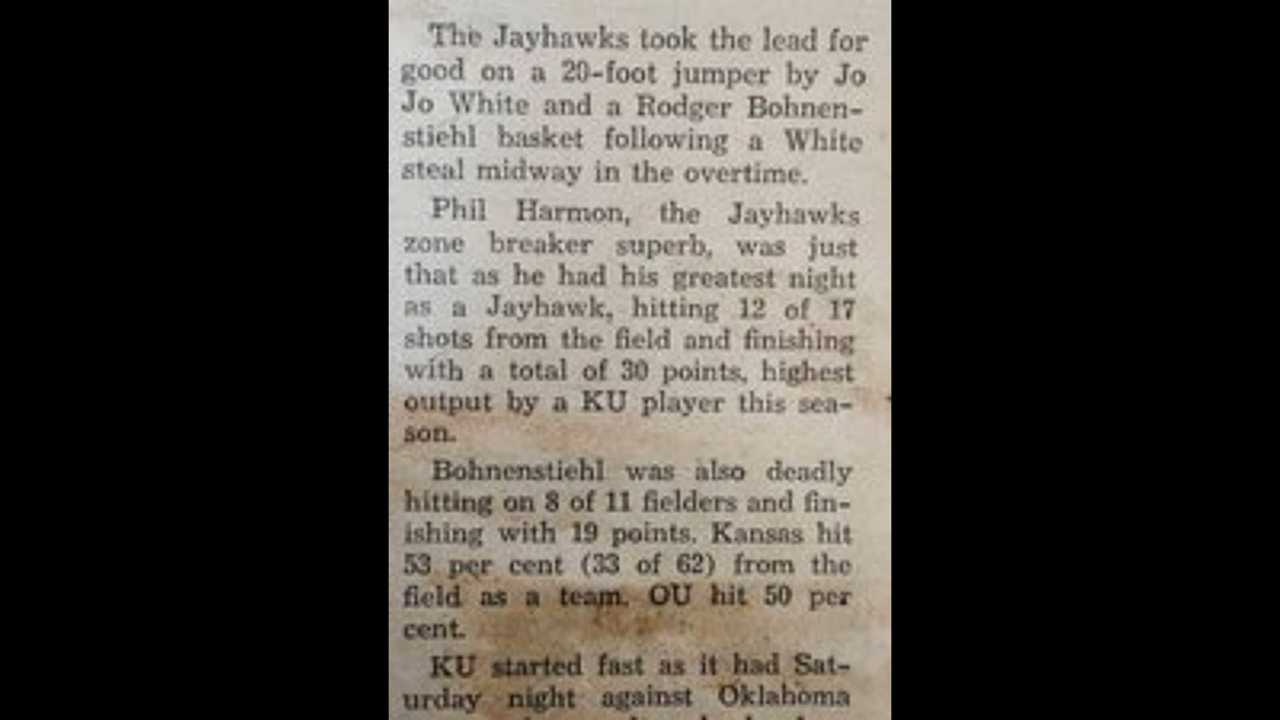 The Jayhawks took the lead for
good on a 20-foot jumper by Jo
Jo White and a Rodger Bohnen-
stiehl basket following a White
steal midway in the overtime.
Phil Harmon, the Jayhawks
zone breaker superb, was just
that as he had his greatest night
as a Jayhawk, hitting 12 of 17
shots from the field and finishing
with a total of 30 points, highest
output by a KU player this sea-
son.
Bohnenstiehl was also deadly
hitting on 8 of 11 fielders and fin-
ishing with 19 points. Kansas hit
53 per cent (33 of 62) from the
field as a team. OU hit 50 per
cent.
KU started fast as it had Sat-
urday night against Oklahoma